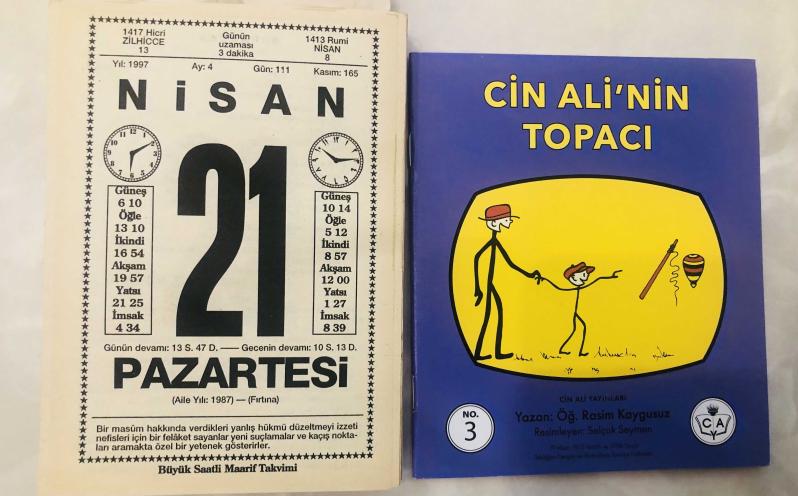 1417 Hicri
ZİLHİCCE
13
Günün
uzaması
3 dakika
1413 Rumi
NİSAN
8
Yıl: 1997 Ay: 4 Gün: 111 Kasım: 165
NİSAN
21
Güneş
6 10
Öğle
13 10
İkindi
16 54
Akşam
19 57
Yatsı
21 25
İmsak
4 34
Güneş
10 14
Öğle
5 12
İkindi
8 57
Akşam
12 00
Yatsı
1 27
İmsak
8 39
Günün devamı: 13 S. 47 D. — Gecenin devamı: 10 S. 13 D.
PAZARTESİ
(Aile Yılı: 1987) — (Fırtına)
Bir masûm hakkında verdikleri yanlış hükmü düzeltmeyi izzeti
nefisleri için bir felâket sayanlar yeni suçlamalar ve kaçış nokta-
ları aramakta özel bir yetenek gösterirler.
Büyük Saatli Maarif Takvimi
CİN ALİ'NİN
TOPACI
CİN ALİ YAYINLARI
NO.
3
Yazan: Öğ. Rasim Kaygusuz
Resimleyen: Selçuk Seymen
C A